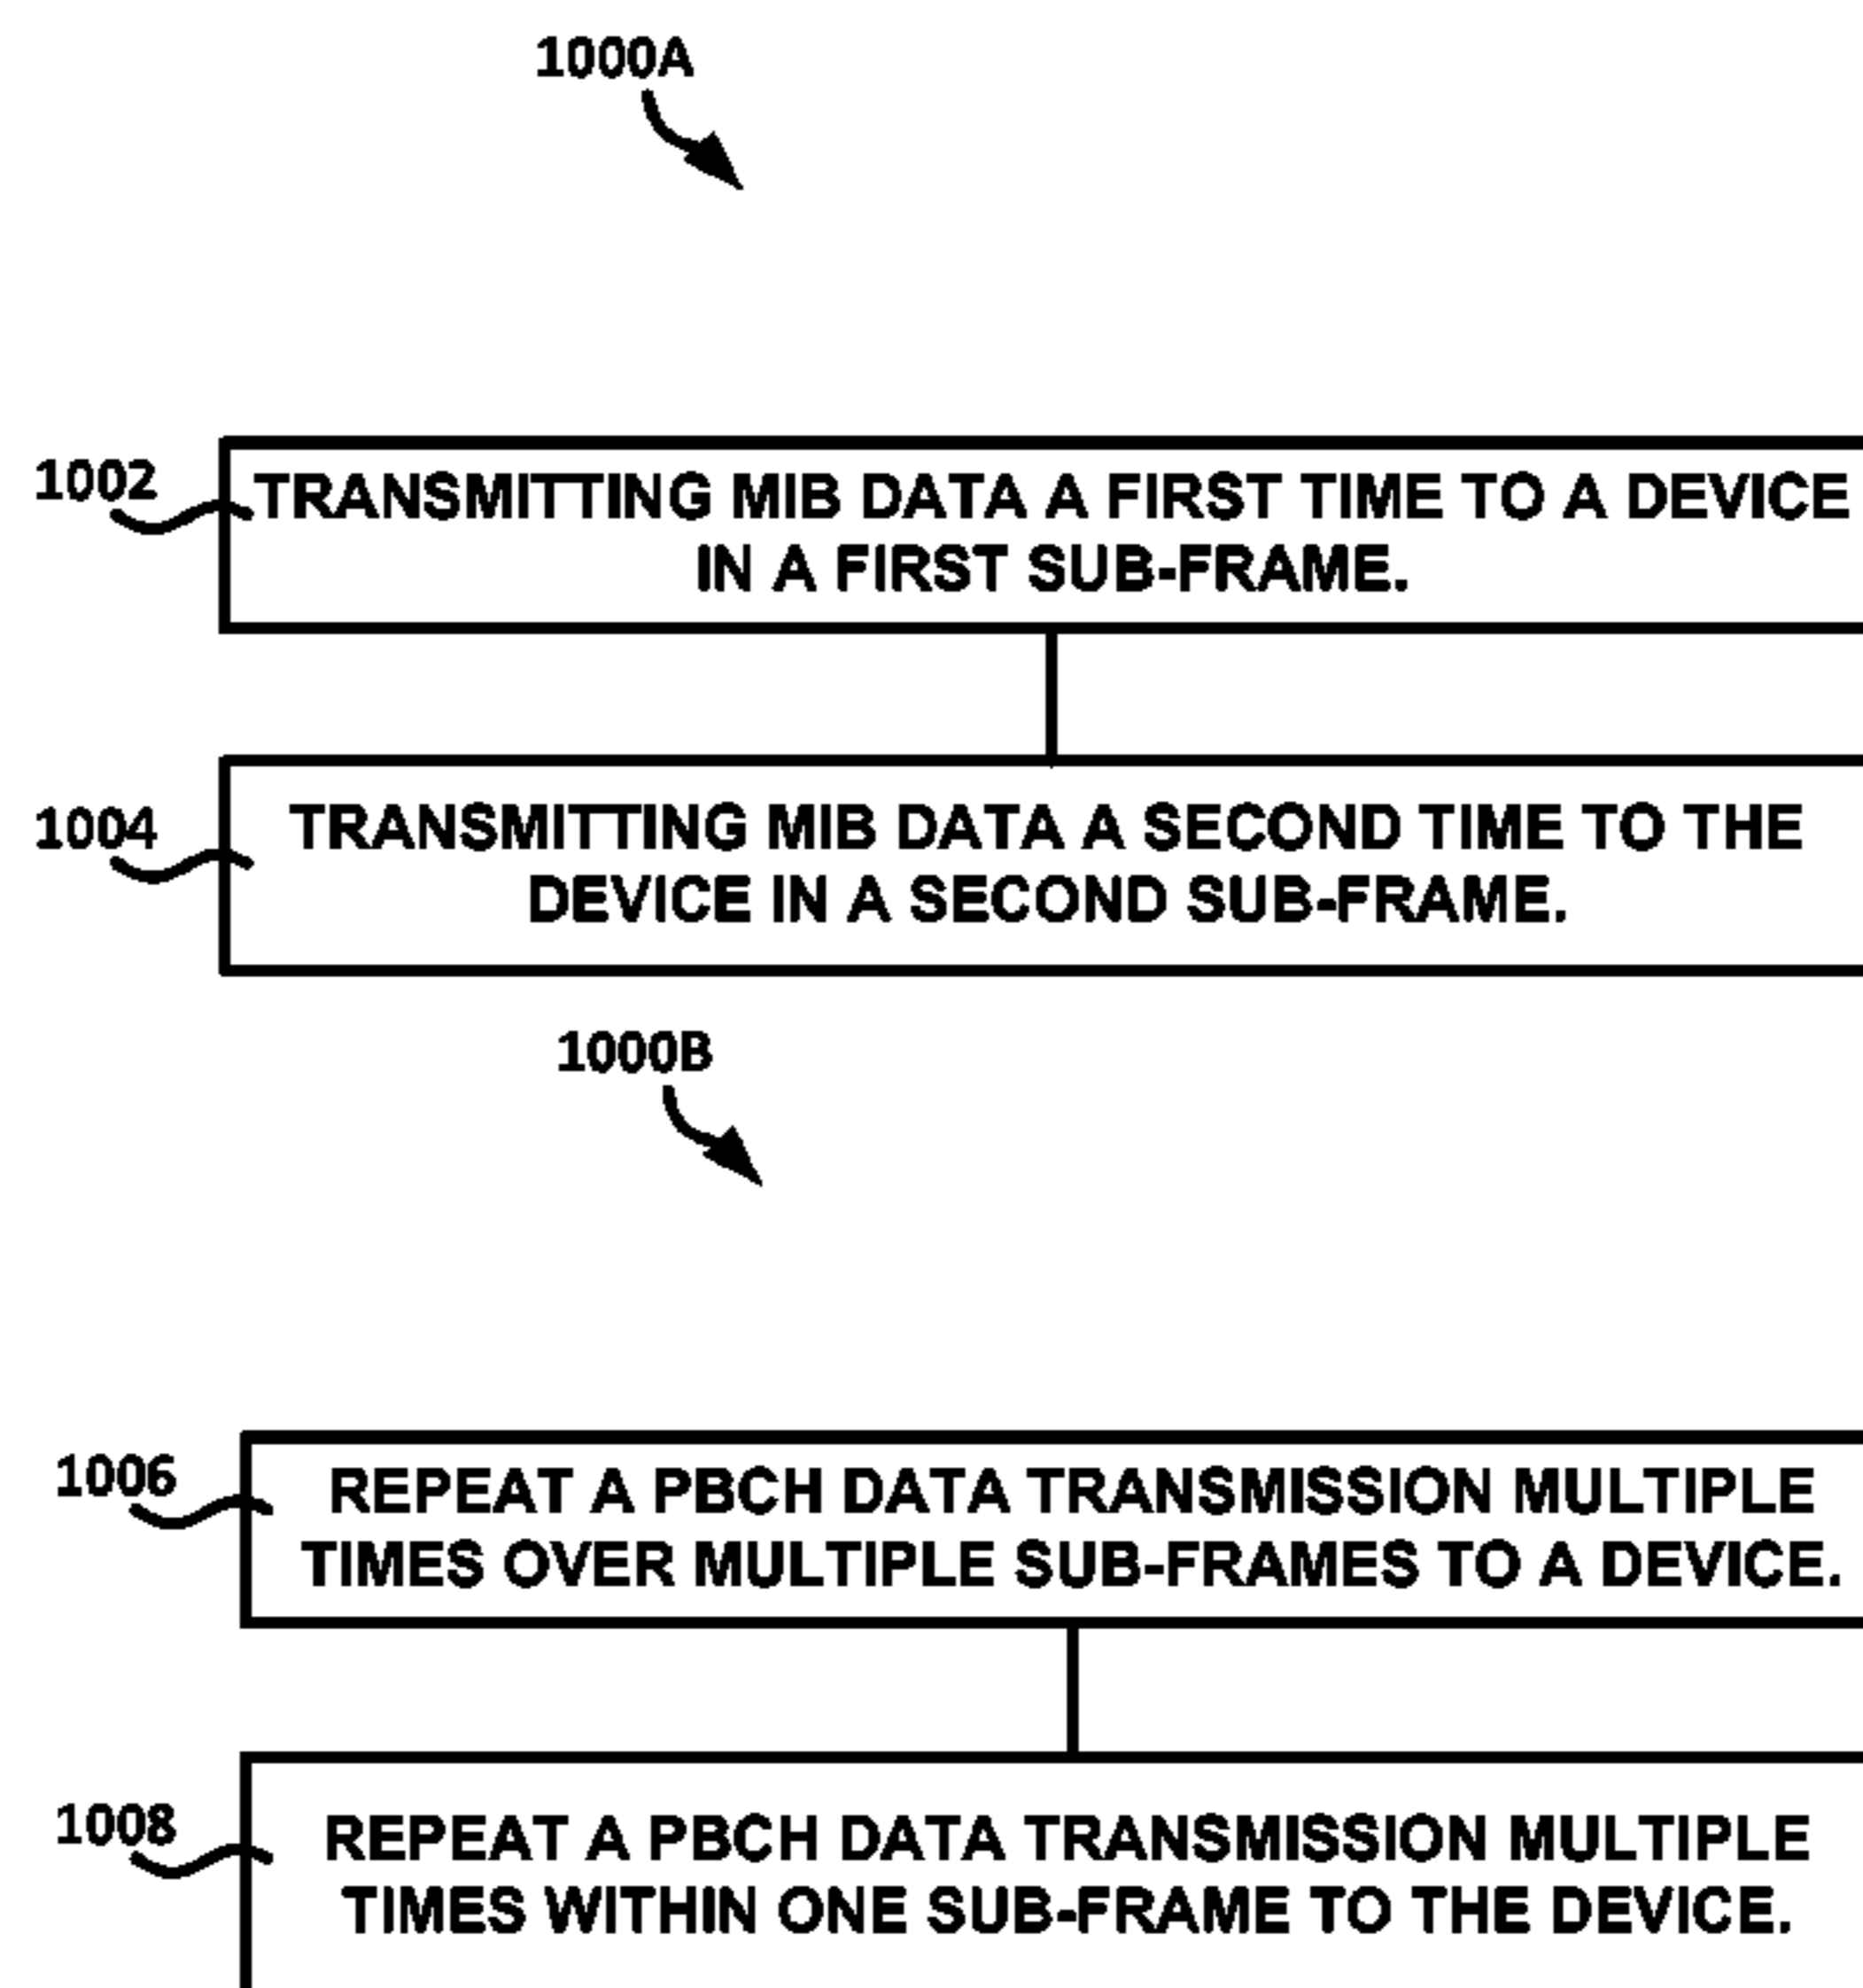 1000A
1002
TRANSMITTING MIB DATA A FIRST TIME TO A DEVICE
IN A FIRST SUB-FRAME.
1004
TRANSMITTING MIB DATA A SECOND TIME TO THE
DEVICE IN A SECOND SUB-FRAME.
1000B
1006
REPEAT A PBCH DATA TRANSMISSION MULTIPLE
TIMES OVER MULTIPLE SUB-FRAMES TO A DEVICE.
1008
REPEAT A PBCH DATA TRANSMISSION MULTIPLE
TIMES WITHIN ONE SUB-FRAME TO THE DEVICE.